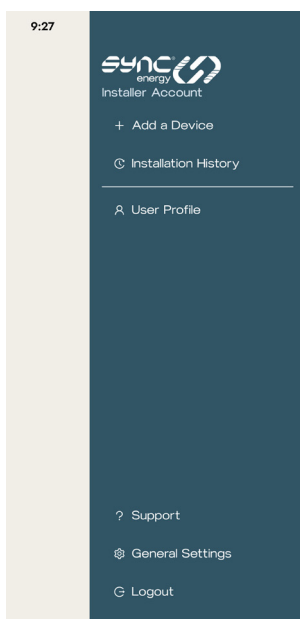 9:27
sync
energy
Installer Account
+ Add a Device
Installation History
User Profile
? Support
General Settings
Logout